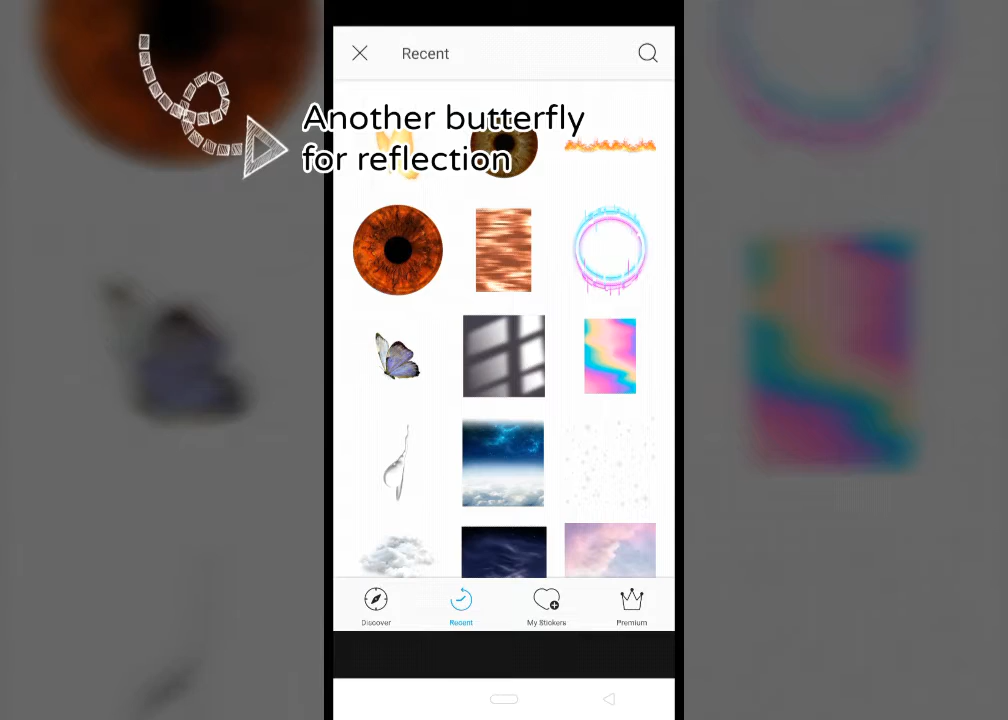 Recent
Another butterfly
for reflection
Discover
Recent
My Stickers
Premium